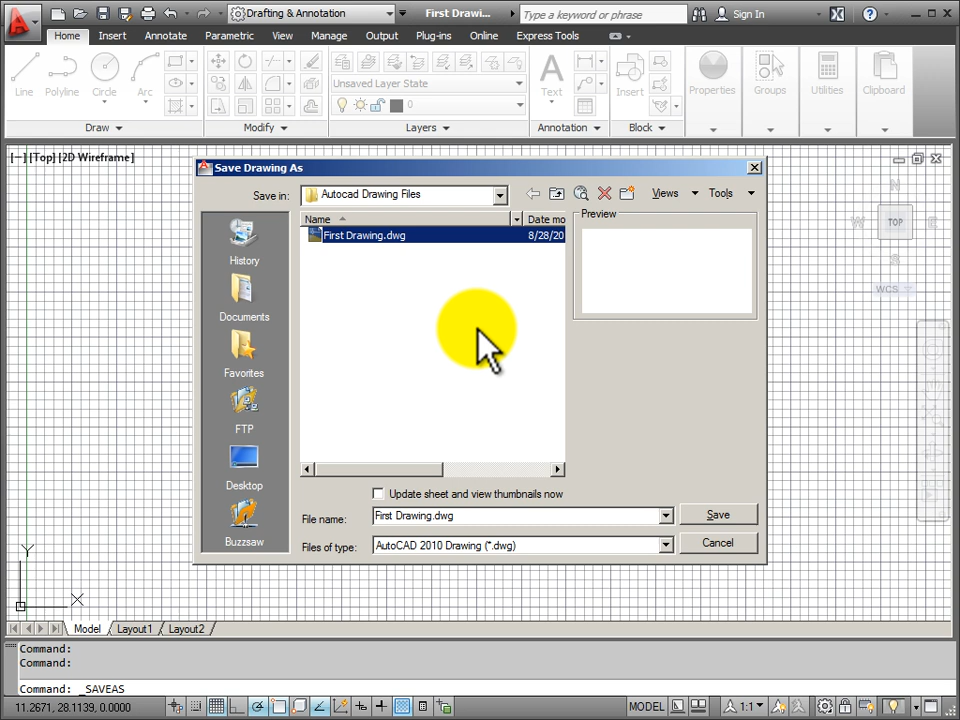 Drafting & Annotation
First Drawi...
Type a keyword or phrase
Sign In
Home
Insert
Annotate
Parametric
View
Manage
Output
Plug-ins
Online
Express Tools
Line
Polyline
Circle
Arc
Unsaved Layer State
0
Text
Insert
Properties
Groups
Utilities
Clipboard
Draw
Modify
Layers
Annotation
Block
[−] [Top] [2D Wireframe]
Save Drawing As
Save in:
Autocad Drawing Files
Views
Tools
Name
Date mo
Preview
First Drawing.dwg
8/28/20
History
Documents
Favorites
FTP
Desktop
Buzzsaw
Update sheet and view thumbnails now
File name:
First Drawing.dwg
Save
Files of type:
AutoCAD 2010 Drawing (*.dwg)
Cancel
N
W
TOP
E
S
WCS
Y
X
Model
Layout1
Layout2
Command:
Command:
Command: _SAVEAS
11.2671, 28.1139, 0.0000
MODEL
1:1